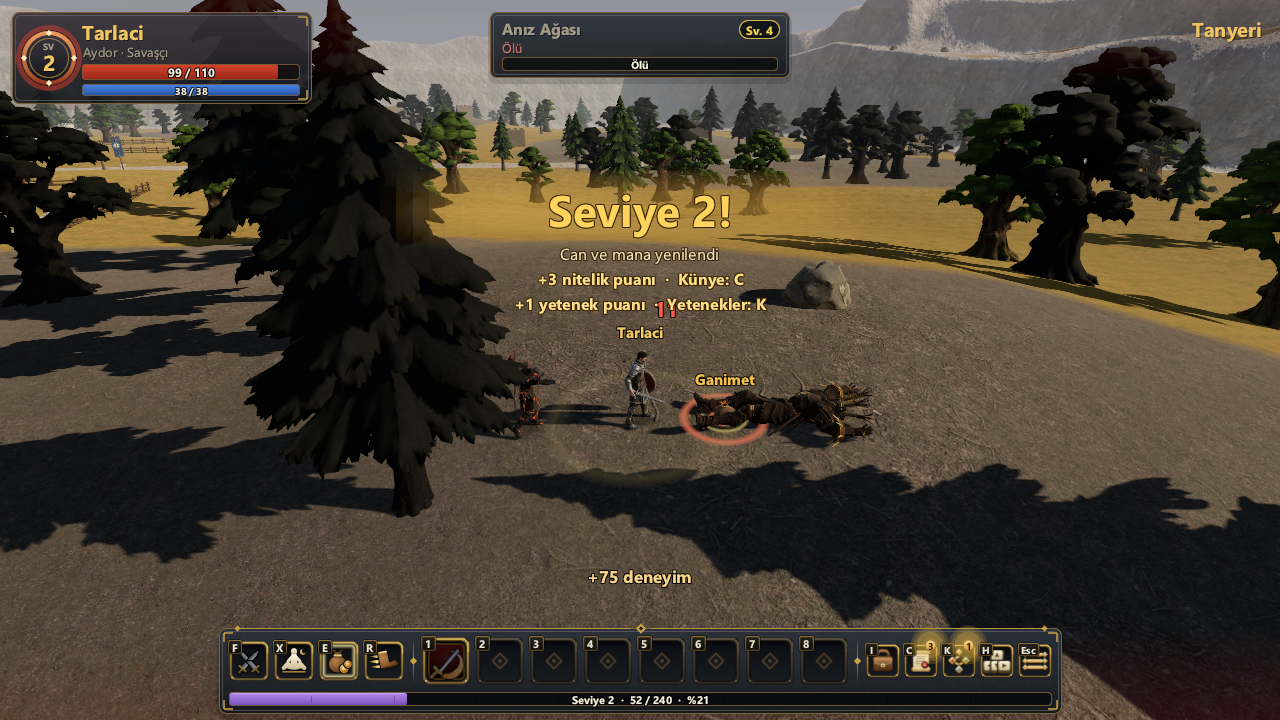 Tarlaci
Aydor · Savaşçı
SV
2
99 / 110
38 / 38
Anız Ağası
Sv. 4
Ölü
Ölü
Tanyeri
Seviye 2!
Can ve mana yenilendi
+3 nitelik puanı · Künye: C
+1 yetenek puanı · Yetenekler: K
11
Tarlaci
Ganimet
+75 deneyim
F X E R 1 2 3 4 5 6 7 8 I C 3 K 1 H Esc
A
Seviye 2 · 52 / 240 · %21